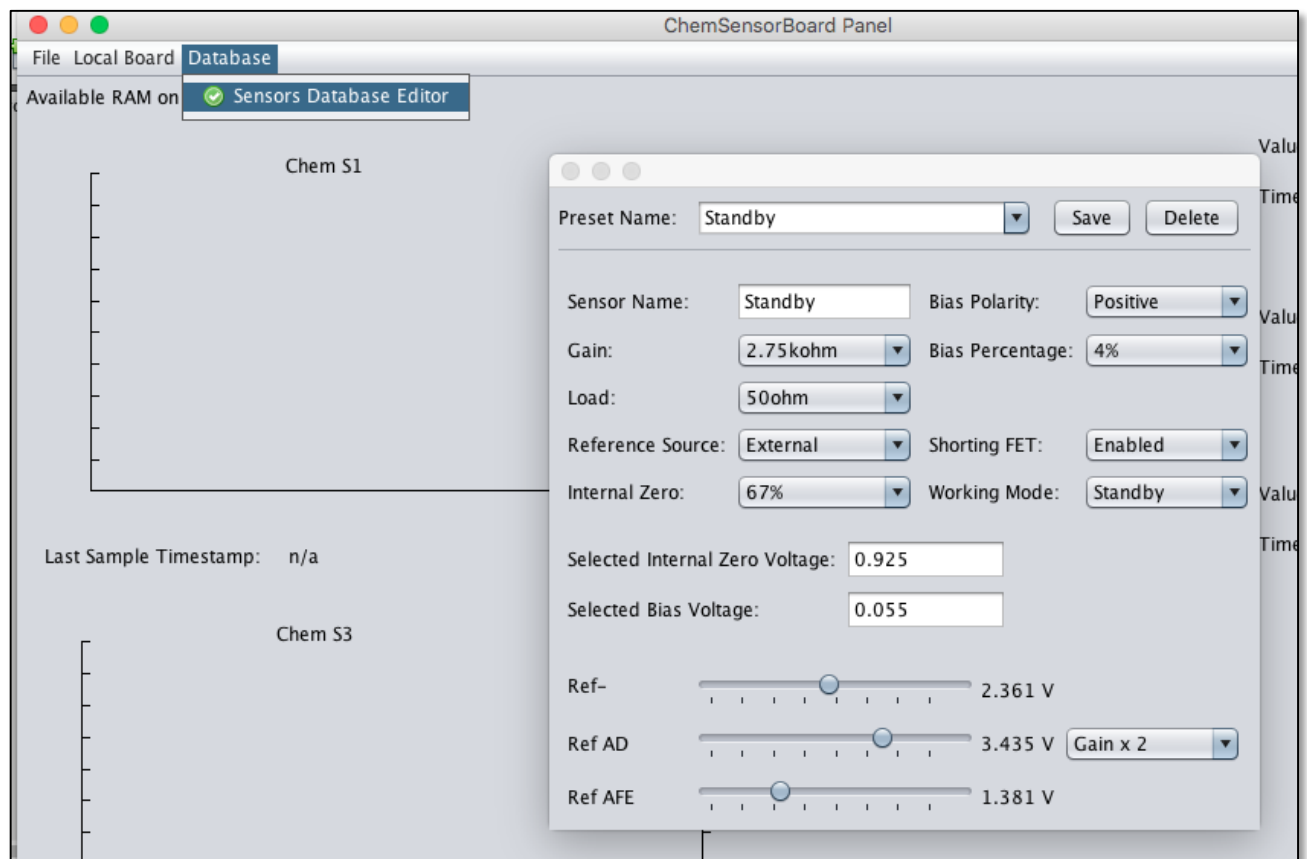 ChemSensorBoard Panel
File Local Board Database
Available RAM on Sensors Database Editor
Chem S1
Preset Name: Standby Save Delete
Sensor Name: Standby Bias Polarity: Positive
Gain: 2.75kohm Bias Percentage: 4%
Load: 50ohm
Reference Source: External Shorting FET: Enabled
Internal Zero: 67% Working Mode: Standby
Selected Internal Zero Voltage: 0.925
Selected Bias Voltage: 0.055
Ref- 2.361 V
Ref AD 3.435 V Gain x 2
Ref AFE 1.381 V
Last Sample Timestamp: n/a
Chem S3